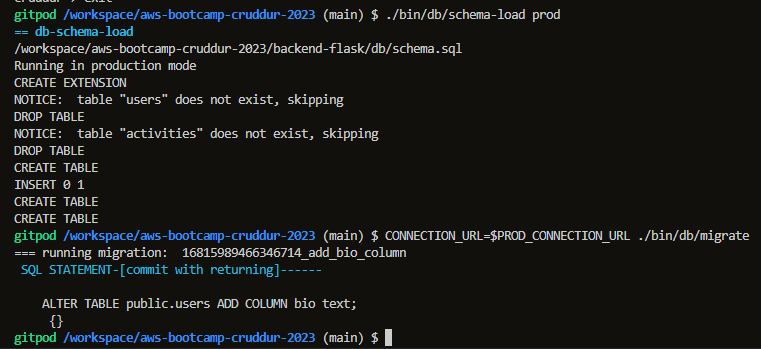 gitpod /workspace/aws-bootcamp-cruddur-2023 (main) $ ./bin/db/schema-load prod
== db-schema-load
/workspace/aws-bootcamp-cruddur-2023/backend-flask/db/schema.sql
Running in production mode
CREATE EXTENSION
NOTICE:  table "users" does not exist, skipping
DROP TABLE
NOTICE:  table "activities" does not exist, skipping
DROP TABLE
CREATE TABLE
INSERT 0 1
CREATE TABLE
CREATE TABLE
gitpod /workspace/aws-bootcamp-cruddur-2023 (main) $ CONNECTION_URL=$PROD_CONNECTION_URL ./bin/db/migrate
=== running migration:  16815989466346714_add_bio_column
 SQL STATEMENT-[commit with returning]------
    ALTER TABLE public.users ADD COLUMN bio text;
     {}
gitpod /workspace/aws-bootcamp-cruddur-2023 (main) $